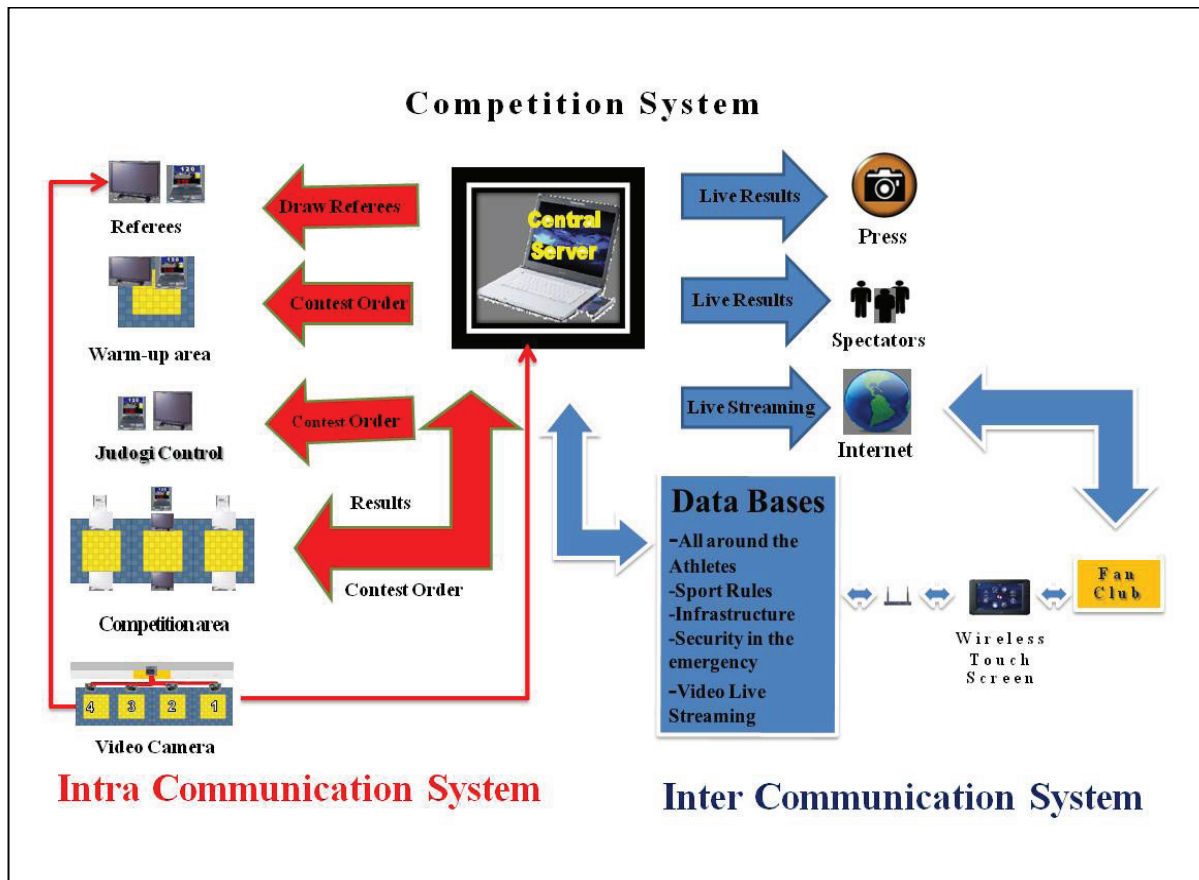 Competition System
Draw Referees
Referees
Contest Order
Warm-up area
Contest Order
Judogi Control
Results
Contest Order
Competition area
4 3 2 1
Video Camera
Intra Communication System
Central
Server
Live Results
Press
Live Results
Spectators
Live Streaming
Internet
Data Bases
-All around the
Athletes
-Sport Rules
-Infrastructure
-Security in the
emergency
-Video Live
Streaming
Wireless
Touch
Screen
Fan
Club
Inter Communication System